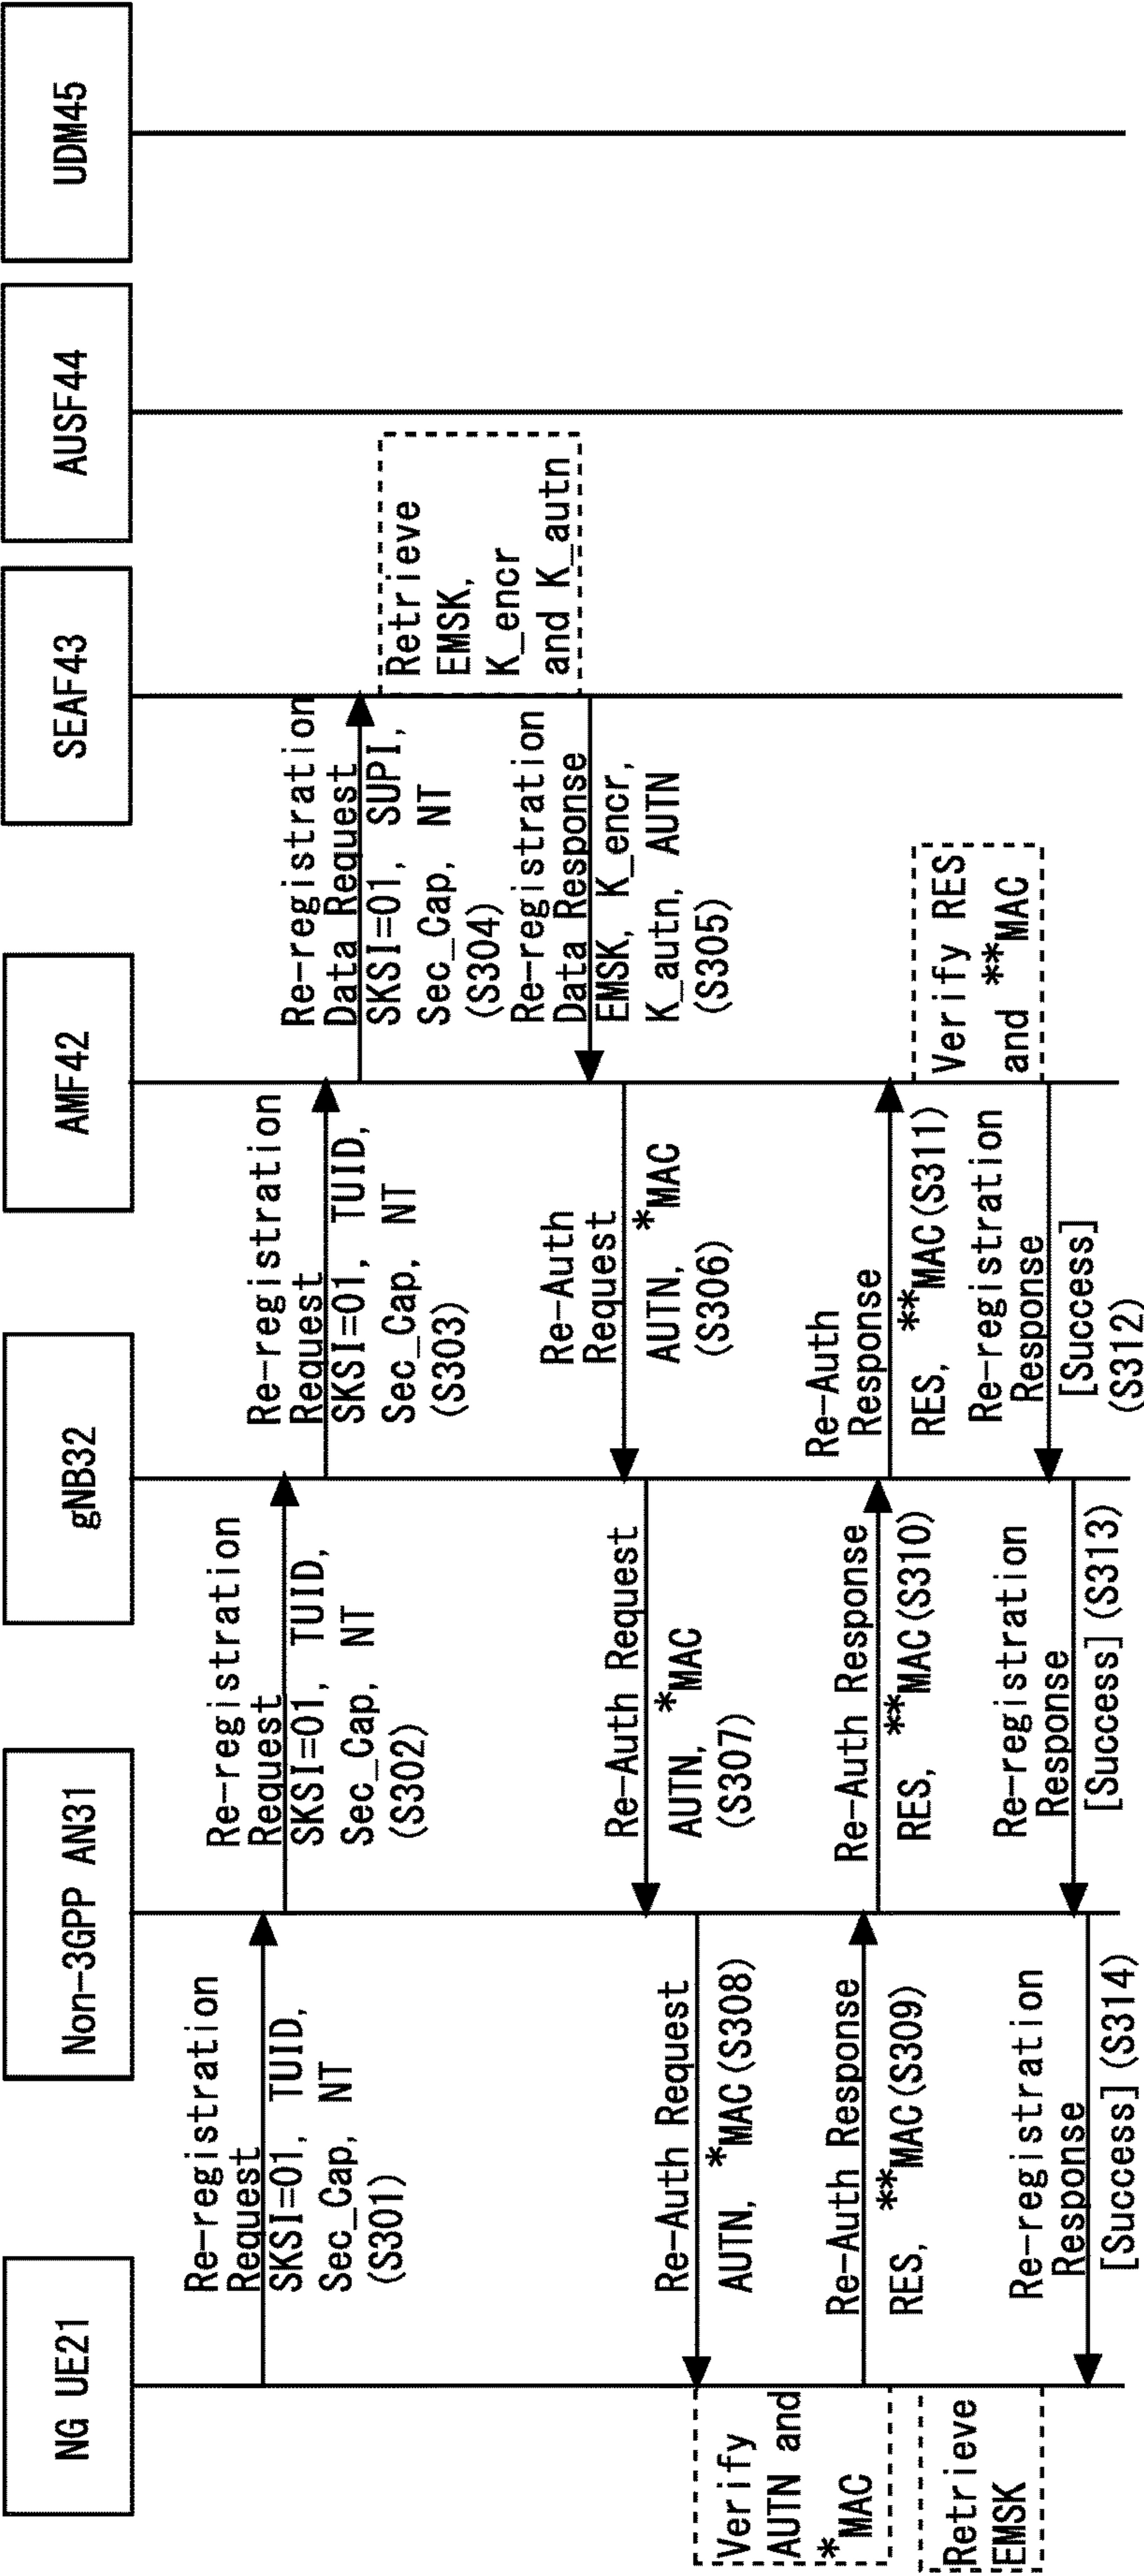 NG UE21
Non-3GPP AN31
gNB32
AMF42
SEAF43
AUSF44
UDM45
Re-registration
Request
SKSI=01, TUID,
Sec_Cap, NT
(S301)
Re-registration
Request
SKSI=01, TUID,
Sec_Cap, NT
(S302)
Re-registration
Request
SKSI=01, TUID,
Sec_Cap, NT
(S303)
Re-registration
Data Request
SKSI=01, SUPI,
Sec_Cap, NT
(S304)
Retrieve
EMSK,
K_encr
and K_autn
Re-registration
Data Response
EMSK, K_encr,
K_autn, AUTN
(S305)
Re-Auth
Request
AUTN, *MAC
(S306)
Re-Auth Request
AUTN, *MAC
(S307)
Re-Auth Request
AUTN, *MAC(S308)
Verify
AUTN and
*MAC
Re-Auth Response
RES, **MAC(S309)
Re-Auth Response
RES, **MAC(S310)
Re-Auth
Response
RES, **MAC(S311)
Verify RES
and **MAC
Retrieve
EMSK
Re-registration
Response
[Success]
(S312)
Re-registration
Response
[Success](S313)
Re-registration
Response
[Success](S314)